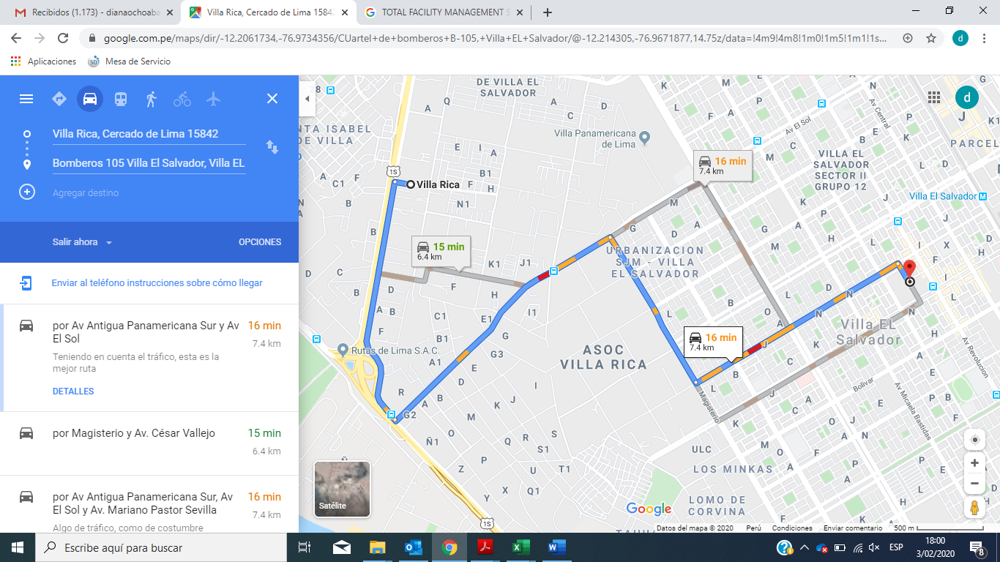 Recibidos (1.173) - dianaochoaba
Villa Rica, Cercado de Lima 15842
TOTAL FACILITY MANAGEMENT S
google.com.pe/maps/dir/-12.2061734,-76.9734356/CUartel+de+bomberos+B-105,+Villa+EL+Salvador/@-12.214305,-76.9671877,14.75z/data=!4m9!4m8!1m0!1m5!1m1!1s...
d
Aplicaciones
Mesa de Servicio
Villa Rica, Cercado de Lima 15842
Bomberos 105 Villa El Salvador, Villa EL
Agregar destino
Salir ahora
OPCIONES
Enviar al teléfono instrucciones sobre cómo llegar
por Av Antigua Panamericana Sur y Av
El Sol
16 min
7.4 km
Teniendo en cuenta el tráfico, esta es la
mejor ruta
DETALLES
por Magisterio y Av. César Vallejo
15 min
6.4 km
por Av Antigua Panamericana Sur, Av
El Sol y Av. Mariano Pastor Sevilla
16 min
7.4 km
Algo de tráfico, como de costumbre
DE VILLA EL
SALVADOR
NTA ISABEL
DE VILLA
Villa Panamericana
de Lima
Av El Sol
Av Central
d
PARCEL
VILLA EL
SALVADOR
SECTOR II
GRUPO 12
Villa El Salvador
16 min
7.4 km
1S
Villa Rica
15 min
6.4 km
URBANIZACION
SJM - VILLA
EL SALVADOR
16 min
7.4 km
Villa EL
Salvador
Rutas de Lima S.A.C.
ASOC
VILLA RICA
Av Revolución
Bolivar
Av Micaela Bastidas
Magisterio
G2
Ñ1
ULC
LOS MINKAS
LOMO DE
CORVINA
1S
Satélite
Google
Datos del mapa © 2020
Perú
Condiciones
Enviar comentario
500 m
Escribe aquí para buscar
ESP
18:00
3/02/2020
8